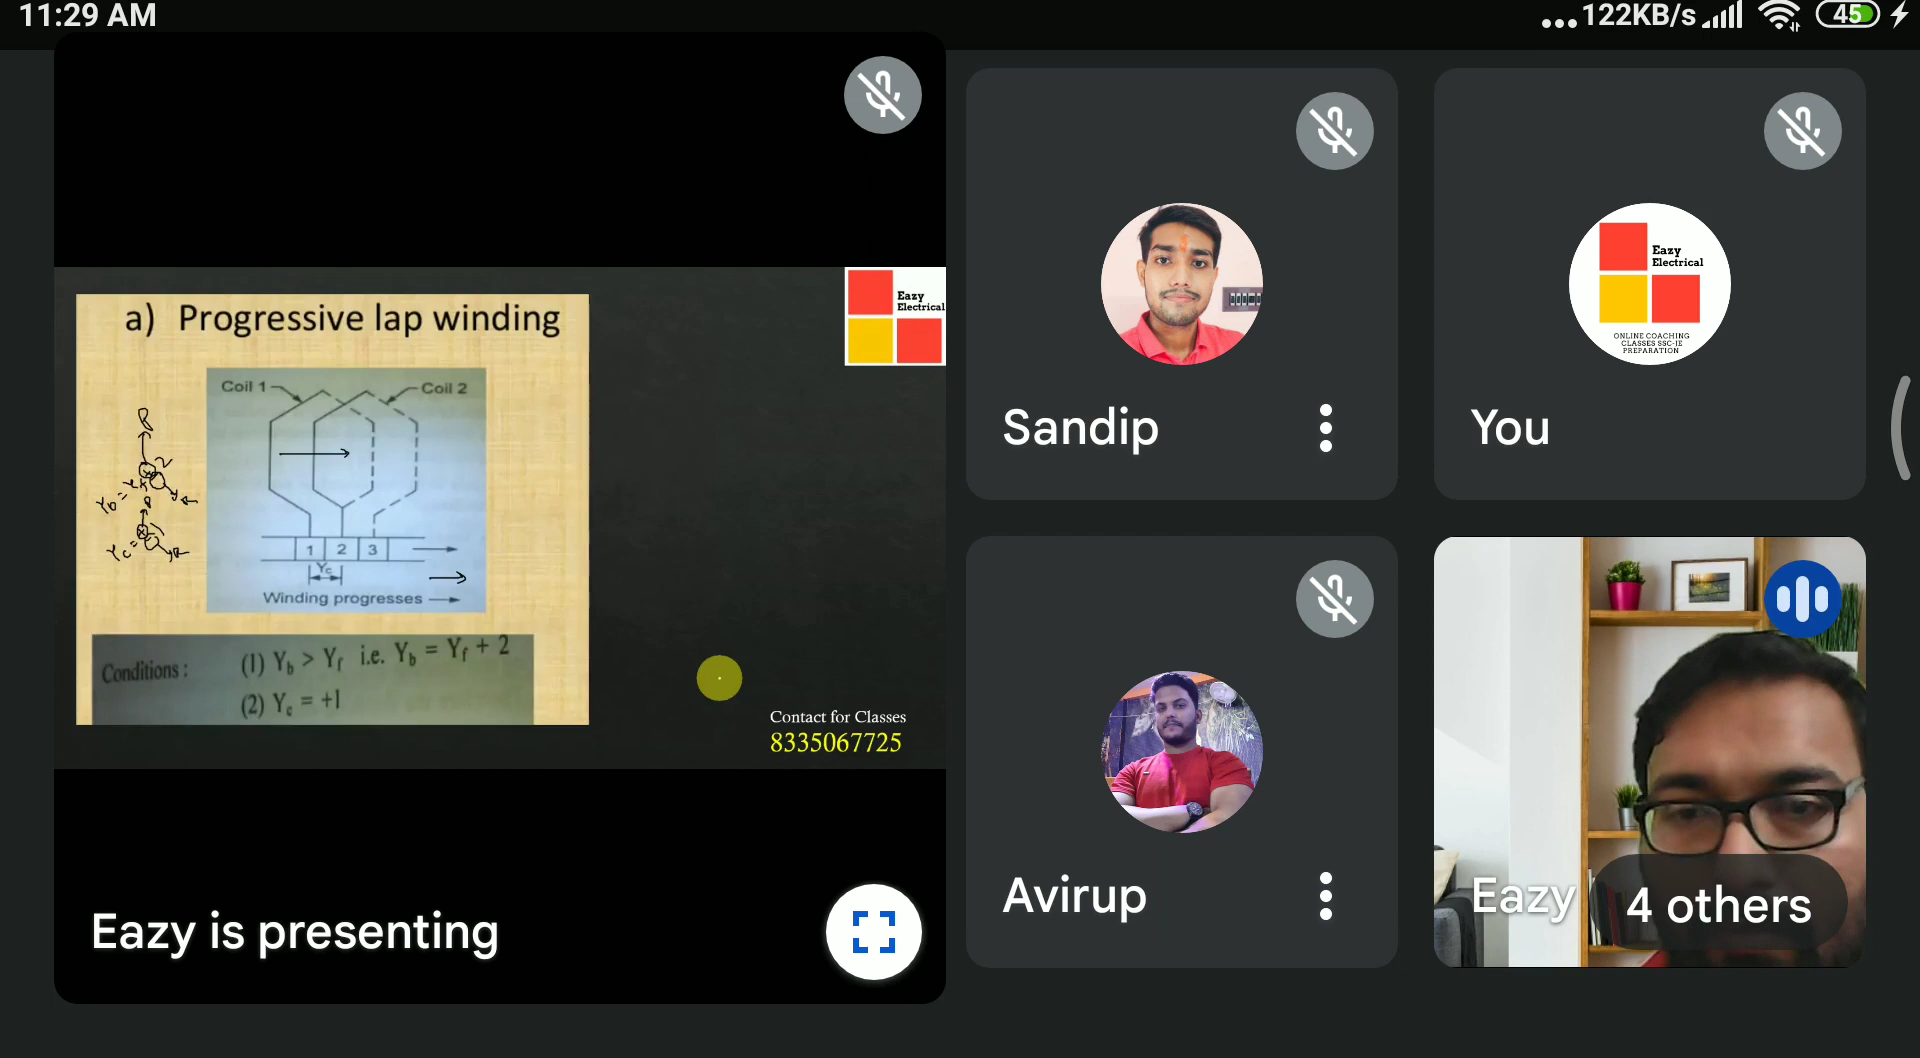 11:29 AM
122KB/s
45
a) Progressive lap winding
Coil 1
Coil 2
1 2 3
Yc
Winding progresses
Conditions : (1) Yb > Yf i.e. Yb = Yf + 2
(2) Yc = +1
Eazy
Electrical
Contact for Classes
8335067725
Eazy is presenting
Sandip
Eazy
Electrical
ONLINE COACHING
CLASSES SSC-JE
PREPARATION
You
Avirup
Eazy
4 others